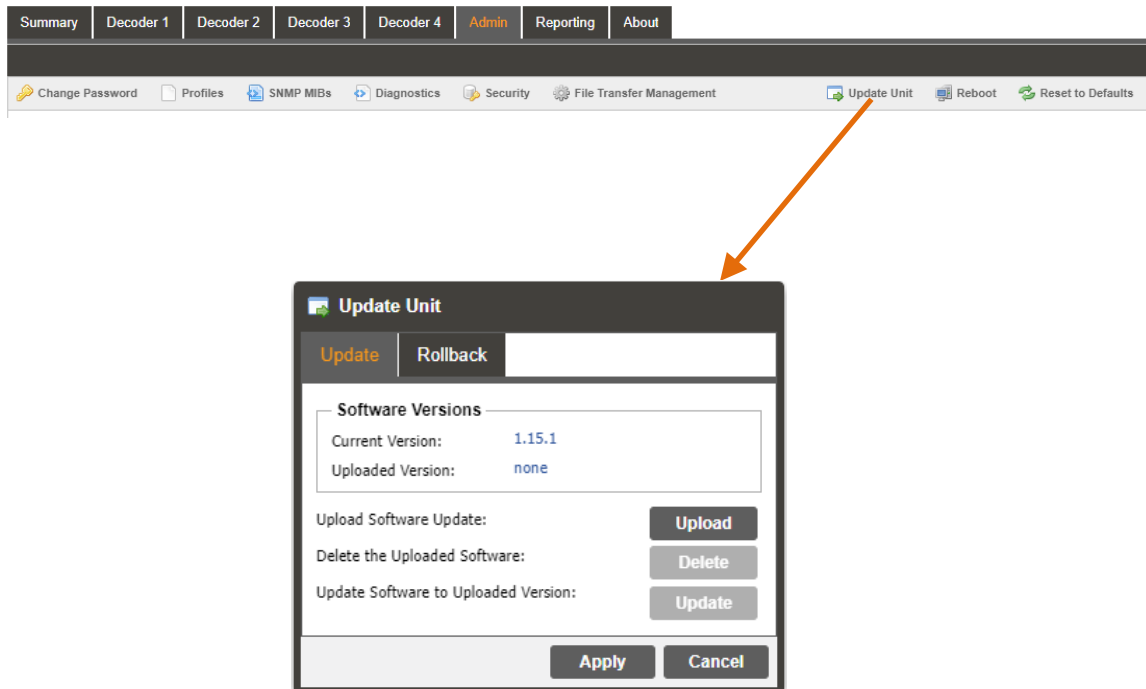 Summary Decoder 1 Decoder 2 Decoder 3 Decoder 4 Admin Reporting About
Change Password Profiles SNMP MIBs Diagnostics Security File Transfer Management Update Unit Reboot Reset to Defaults
Update Unit
Update Rollback
Software Versions
Current Version: 1.15.1
Uploaded Version: none
Upload Software Update: Upload
Delete the Uploaded Software: Delete
Update Software to Uploaded Version: Update
Apply Cancel